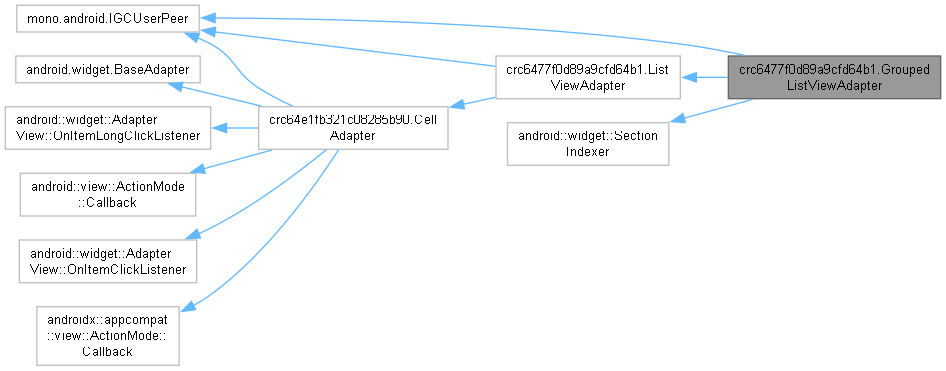 mono.android.IGCUserPeer
android.widget.BaseAdapter
android::widget::Adapter
View::OnItemLongClickListener
android::view::ActionMode
::Callback
android::widget::Adapter
View::OnItemClickListener
androidx::appcompat
::view::ActionMode::
Callback
crc64e1fb321c08285b90.Cell
Adapter
crc6477f0d89a9cfd64b1.List
ViewAdapter
android::widget::Section
Indexer
crc6477f0d89a9cfd64b1.Grouped
ListViewAdapter